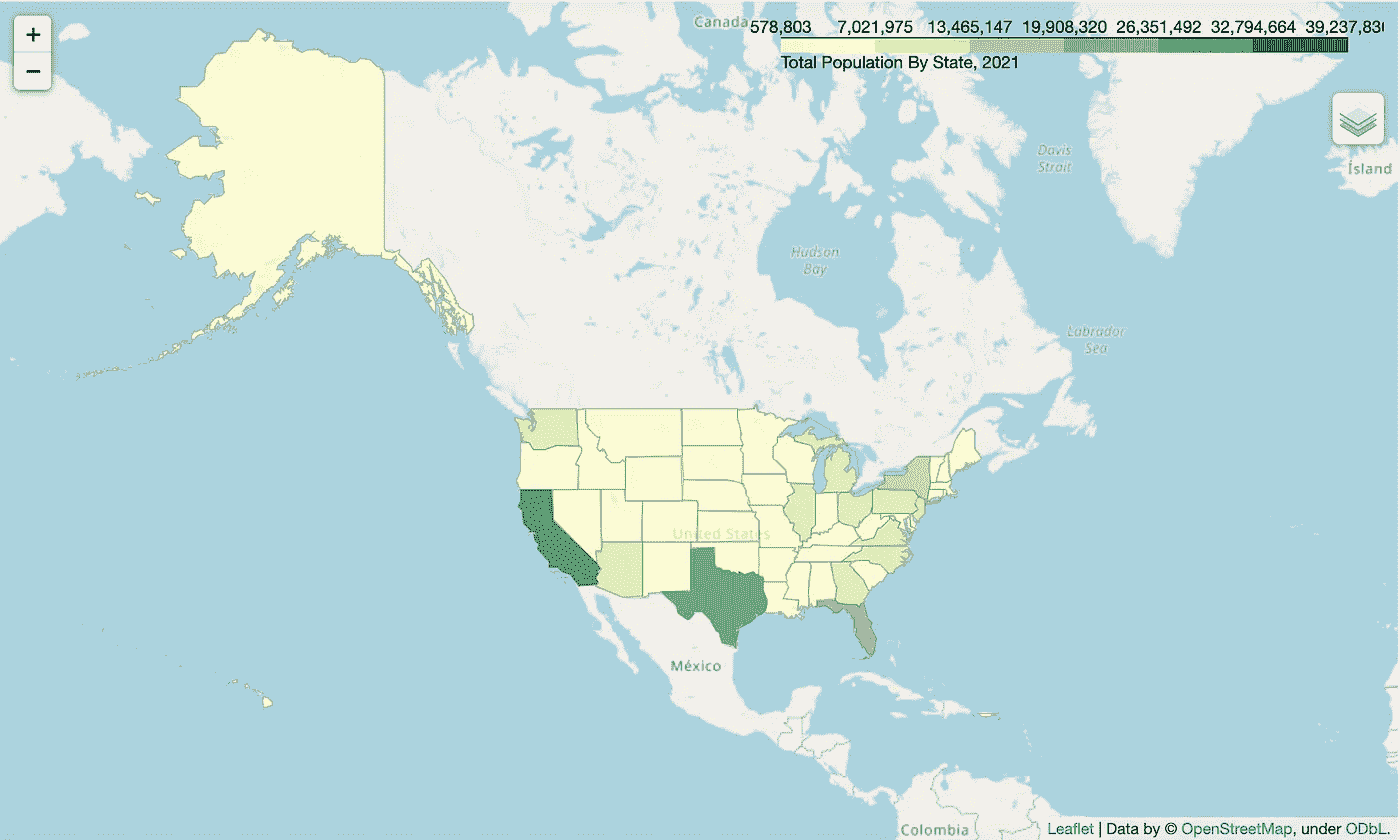 +
−
Canada
578,803 7,021,975 13,465,147 19,908,320 26,351,492 32,794,664 39,237,836
Total Population By State, 2021
Davis
Strait
Ísland
Hudson
Bay
Labrador
Sea
United States
México
Colombia
Leaflet | Data by © OpenStreetMap, under ODbL.